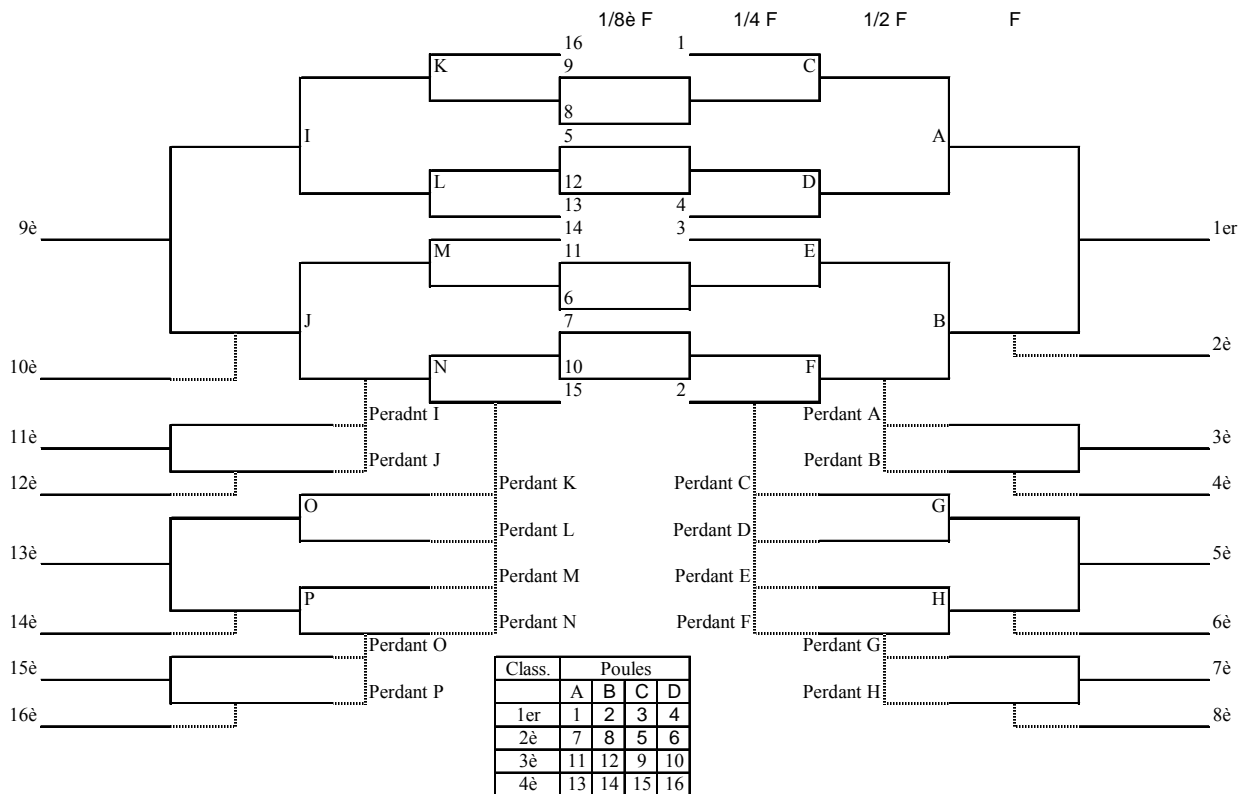 1/8è F 1/4 F 1/2 F F
16 1
K 9 C
8
I 5 A
L 12 D
13 4
9è 14 3 1er
M 11 E
6
J 7 B
2è
10è N 10 F
15 2
Peradnt I Perdant A
11è 3è
Perdant J Perdant B
12è Perdant K Perdant C 4è
O G
Perdant L Perdant D
13è 5è
Perdant M Perdant E
P H
14è Perdant N Perdant F 6è
Perdant O Perdant G
15è Class. Poules 7è
Perdant P A B C D Perdant H
16è 1er 1 2 3 4 8è
2è 7 8 5 6
3è 11 12 9 10
4è 13 14 15 16